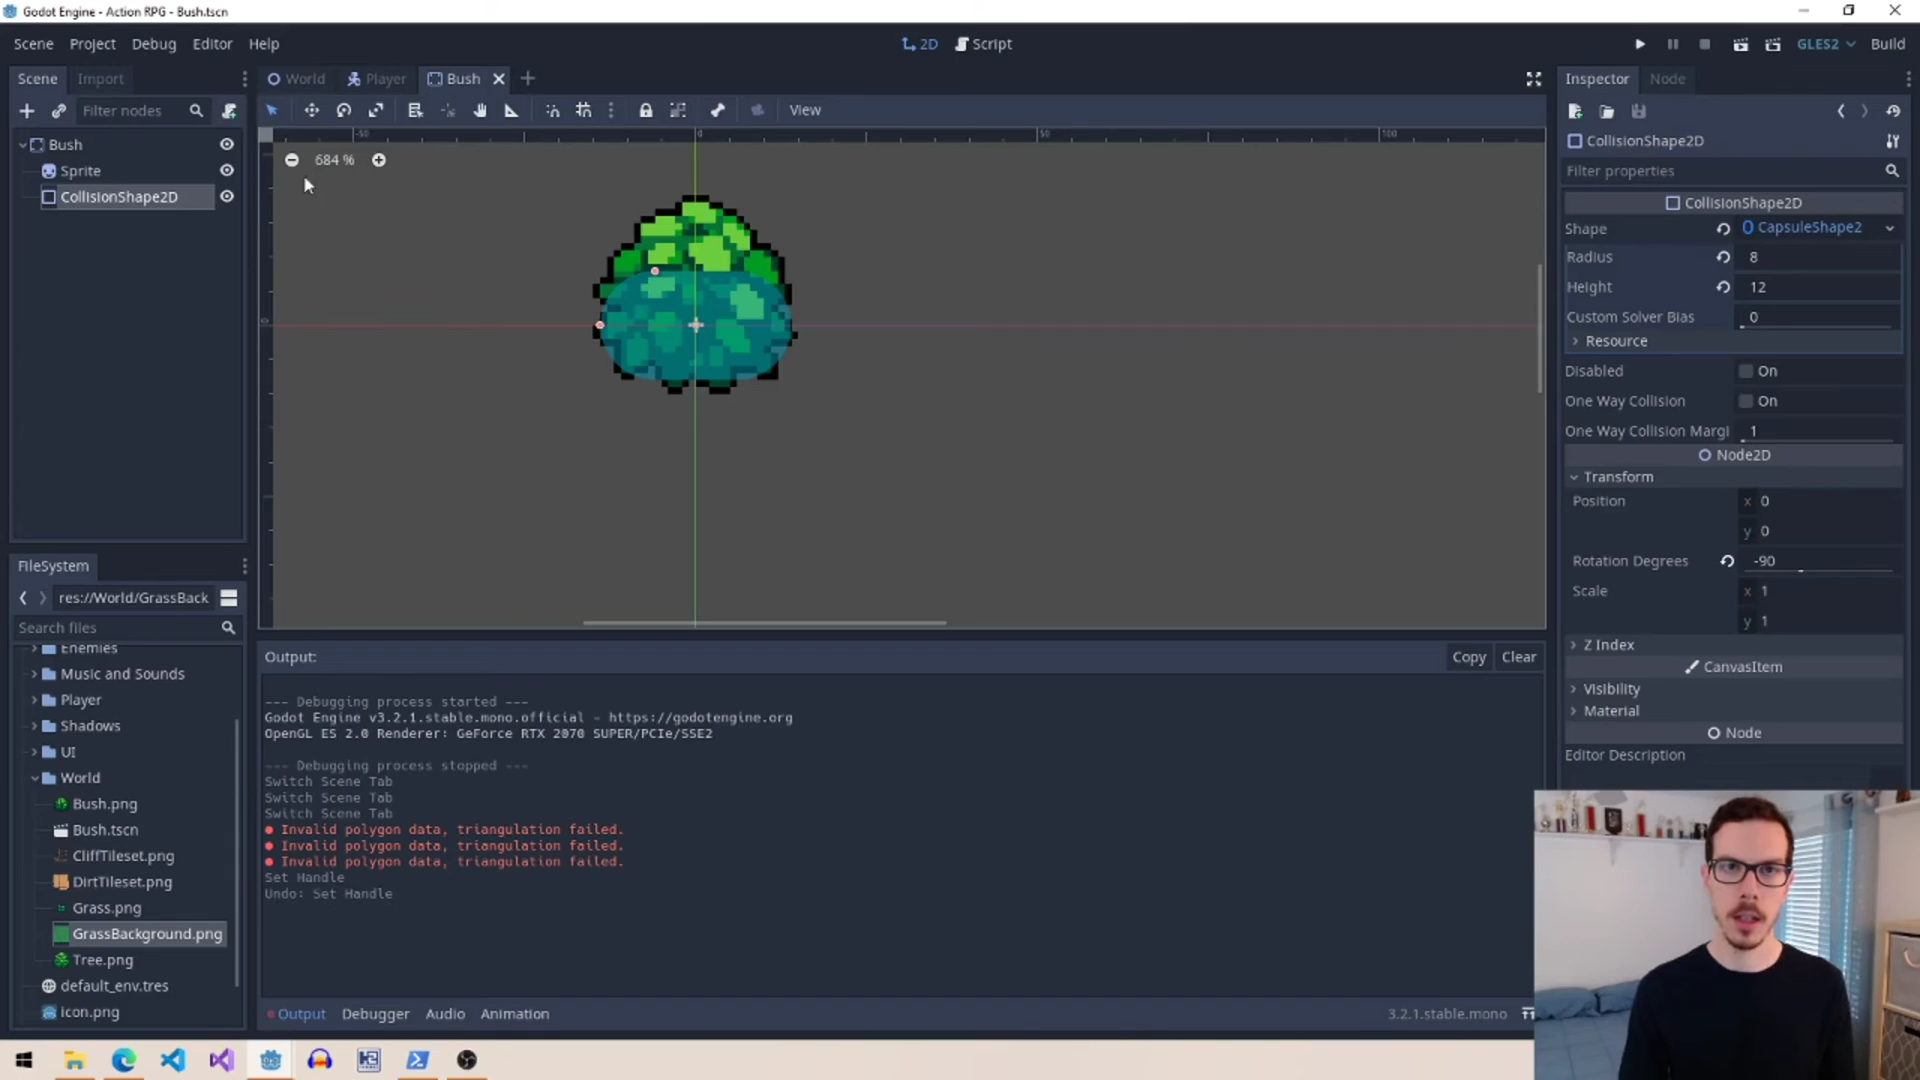 Godot Engine - Action RPG - Bush.tscn
Scene Project Debug Editor Help
2D Script
GLES2 Build
Scene Import
World Player Bush
Inspector Node
Filter nodes
View
-50 0 50 100
Bush
Sprite
CollisionShape2D
684 %
0
CollisionShape2D
Filter properties
CollisionShape2D
Shape CapsuleShape2
Radius 8
Height 12
Custom Solver Bias 0
Resource
Disabled On
One Way Collision On
One Way Collision Margi 1
Node2D
Transform
Position x 0
y 0
Rotation Degrees -90
Scale x 1
y 1
Z Index
CanvasItem
Visibility
Material
Node
Editor Description
FileSystem
res://World/GrassBack
Search files
Enemies
Music and Sounds
Player
Shadows
UI
World
Bush.png
Bush.tscn
CliffTileset.png
DirtTileset.png
Grass.png
GrassBackground.png
Tree.png
default_env.tres
icon.png
Output:
Copy Clear
--- Debugging process started ---
Godot Engine v3.2.1.stable.mono.official - https://godotengine.org
OpenGL ES 2.0 Renderer: GeForce RTX 2070 SUPER/PCIe/SSE2
--- Debugging process stopped ---
Switch Scene Tab
Switch Scene Tab
Switch Scene Tab
Invalid polygon data, triangulation failed.
Invalid polygon data, triangulation failed.
Invalid polygon data, triangulation failed.
Set Handle
Undo: Set Handle
Output Debugger Audio Animation
3.2.1.stable.mono